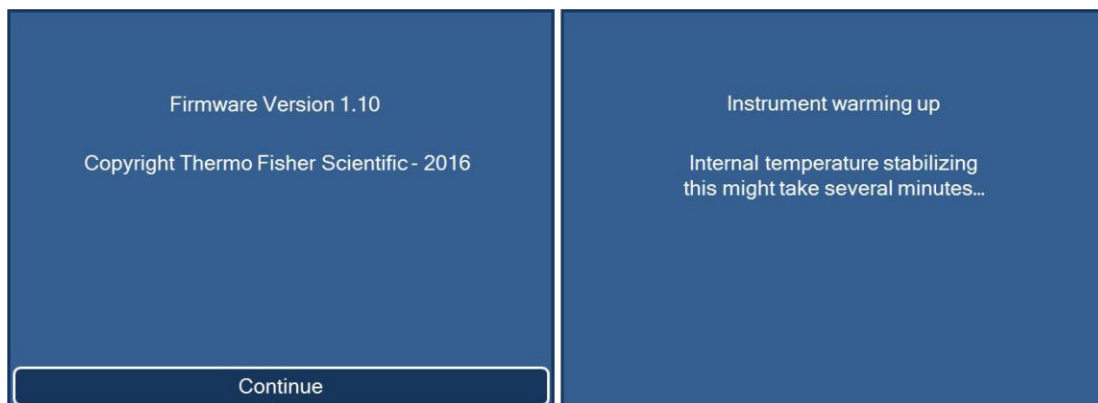 Firmware Version 1.10
Copyright Thermo Fisher Scientific - 2016
Continue
Instrument warming up
Internal temperature stabilizing
this might take several minutes...